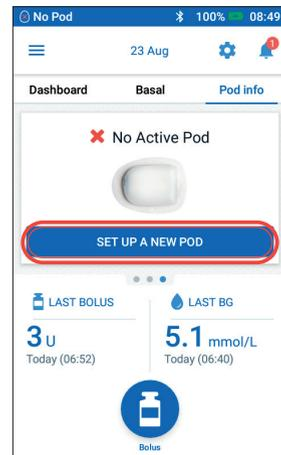 No Pod 100% 08:49
23 Aug
1
Dashboard Basal Pod info
No Active Pod
SET UP A NEW POD
LAST BOLUS LAST BG
3 U 5.1 mmol/L
Today (06:52) Today (06:40)
Bolus